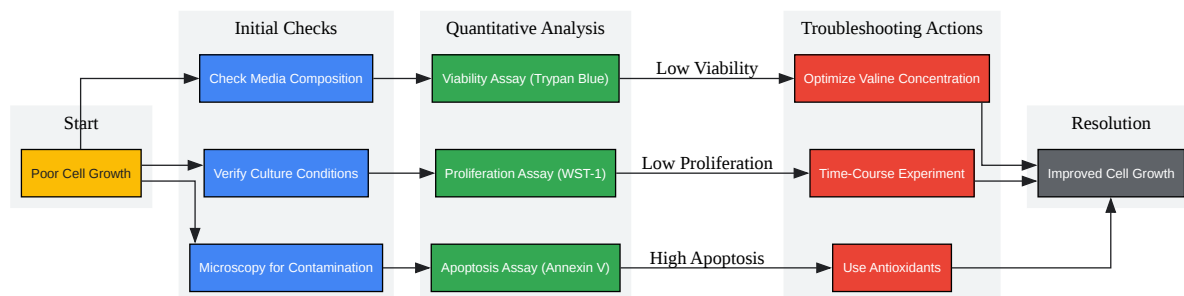 Initial Checks
Quantitative Analysis
Troubleshooting Actions
Check Media Composition
Viability Assay (Trypan Blue)
Low Viability
Optimize Valine Concentration
Start
Resolution
Poor Cell Growth
Verify Culture Conditions
Proliferation Assay (WST-1)
Low Proliferation
Time-Course Experiment
Improved Cell Growth
Microscopy for Contamination
Apoptosis Assay (Annexin V)
High Apoptosis
Use Antioxidants